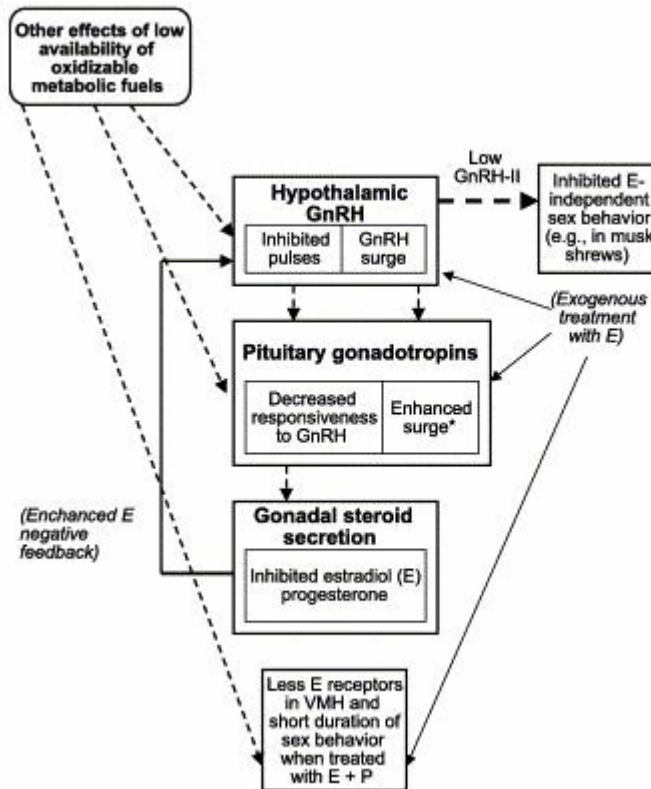 Other effects of low
availability of
oxidizable
metabolic fuels
Low
GnRH-II
Hypothalamic
GnRH
Inhibited
pulses
GnRH
surge
Inhibited E-
independent
sex behavior
(e.g., in musk
shrews)
(Exogenous
treatment
with E)
Pituitary gonadotropins
Decreased
responsiveness
to GnRH
Enhanced
surge*
(Enchanced E
negative
feedback)
Gonadal steroid
secretion
Inhibited estradiol (E)
progesterone
Less E receptors
in VMH and
short duration of
sex behavior
when treated
with E + P